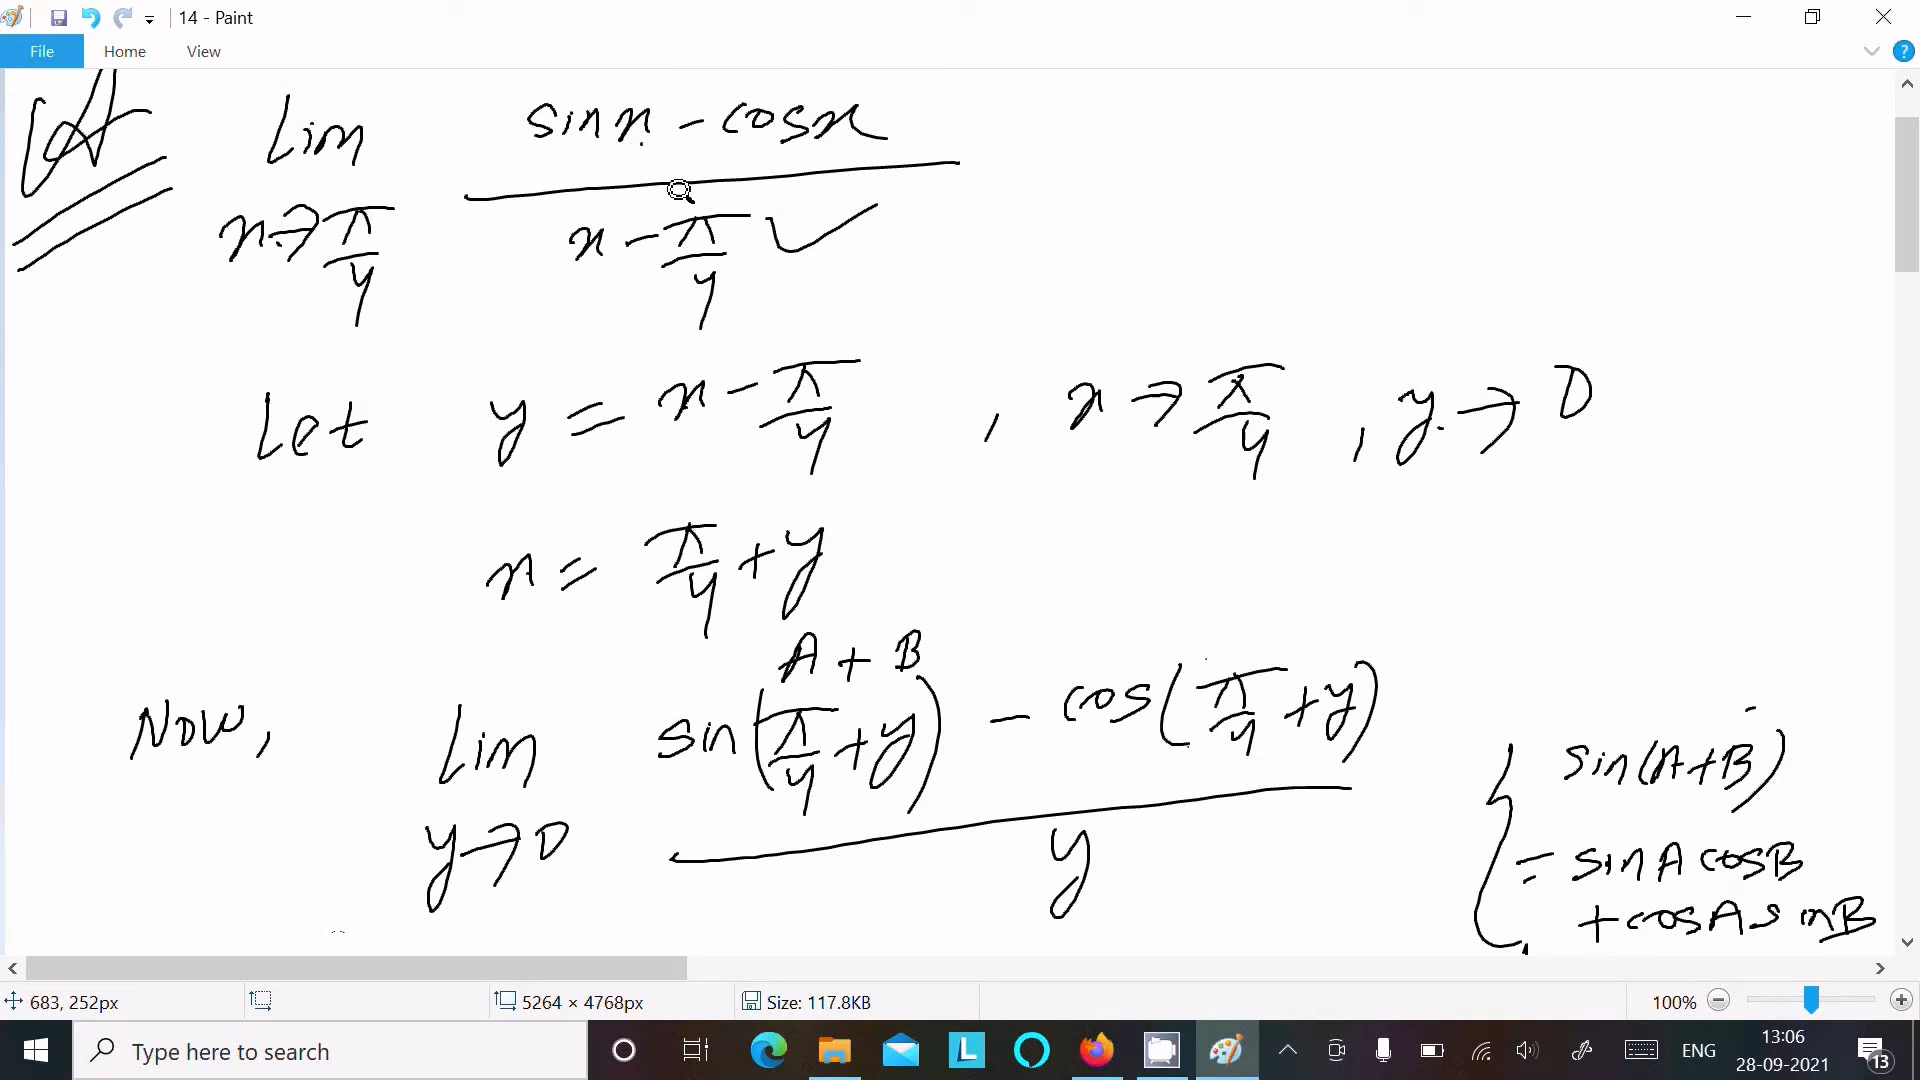 14 - Paint
File Home View
Lim sinx - cosx
x→π/4 x - π/4
Let y = x - π/4 , x → π/4 , y → 0
x = π/4 + y
A + B
Now, Lim sin(π/4 + y) - cos(π/4 + y)
y→0 y
sin(A+B)
= sinA cosB
+ cosA sinB
683, 252px 5264 × 4768px Size: 117.8KB 100%
Type here to search
L
ENG
13:06
28-09-2021
13